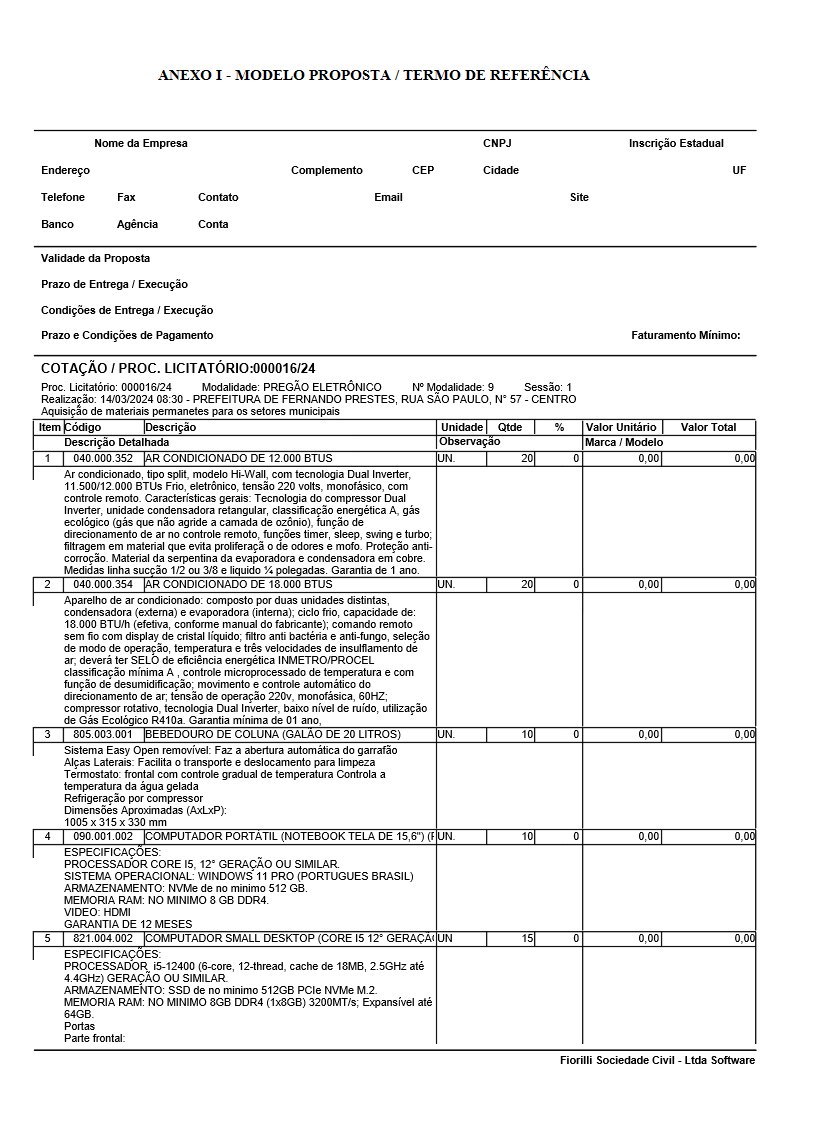 ANEXO I - MODELO PROPOSTA / TERMO DE REFERÊNCIA
Nome da Empresa CNPJ Inscrição Estadual
Endereço Complemento CEP Cidade UF
Telefone Fax Contato Email Site
Banco Agência Conta
Validade da Proposta
Prazo de Entrega / Execução
Condições de Entrega / Execução
Prazo e Condições de Pagamento Faturamento Mínimo:
COTAÇÃO / PROC. LICITATÓRIO:000016/24
Proc. Licitatório: 000016/24 Modalidade: PREGÃO ELETRÔNICO Nº Modalidade: 9 Sessão: 1
Realização: 14/03/2024 08:30 - PREFEITURA DE FERNANDO PRESTES, RUA SÃO PAULO, N° 57 - CENTRO
Aquisição de materiais permanetes para os setores municipais
Item Código Descrição Unidade Qtde % Valor Unitário Valor Total
Descrição Detalhada Observação Marca / Modelo
1 040.000.352 AR CONDICIONADO DE 12.000 BTUS UN. 20 0 0,00 0,00
Ar condicionado, tipo split, modelo Hi-Wall, com tecnologia Dual Inverter,
11.500/12.000 BTUs Frio, eletrônico, tensão 220 volts, monofásico, com
controle remoto. Características gerais: Tecnologia do compressor Dual
Inverter, unidade condensadora retangular, classificação energética A, gás
ecológico (gás que não agride a camada de ozônio), função de
direcionamento de ar no controle remoto, funções timer, sleep, swing e turbo;
filtragem em material que evita proliferaçã o de odores e mofo. Proteção anti-
corroção. Material da serpentina da evaporadora e condensadora em cobre.
Medidas linha sucção 1/2 ou 3/8 e liquido ¼ polegadas. Garantia de 1 ano.
2 040.000.354 AR CONDICIONADO DE 18.000 BTUS UN. 20 0 0,00 0,00
Aparelho de ar condicionado: composto por duas unidades distintas,
condensadora (externa) e evaporadora (interna); ciclo frio, capacidade de:
18.000 BTU/h (efetiva, conforme manual do fabricante); comando remoto
sem fio com display de cristal líquido; filtro anti bactéria e anti-fungo, seleção
de modo de operação, temperatura e três velocidades de insuflamento de
ar; deverá ter SELO de eficiência energética INMETRO/PROCEL
classificação mínima A , controle microprocessado de temperatura e com
função de desumidificação; movimento e controle automático do
direcionamento de ar; tensão de operação 220v, monofásica, 60HZ;
compressor rotativo, tecnologia Dual Inverter, baixo nível de ruído, utilização
de Gás Ecológico R410a. Garantia mínima de 01 ano,
3 805.003.001 BEBEDOURO DE COLUNA (GALÃO DE 20 LITROS) UN. 10 0 0,00 0,00
Sistema Easy Open removível: Faz a abertura automática do garrafão
Alças Laterais: Facilita o transporte e deslocamento para limpeza
Termostato: frontal com controle gradual de temperatura Controla a
temperatura da água gelada
Refrigeração por compressor
Dimensões Aproximadas (AxLxP):
1005 x 315 x 330 mm
4 090.001.002 COMPUTADOR PORTÁTIL (NOTEBOOK TELA DE 15,6") ( UN. 10 0 0,00 0,00
ESPECIFICAÇÕES:
PROCESSADOR CORE I5, 12° GERAÇÃO OU SIMILAR.
SISTEMA OPERACIONAL: WINDOWS 11 PRO (PORTUGUES BRASIL)
ARMAZENAMENTO: NVMe de no minimo 512 GB.
MEMORIA RAM: NO MINIMO 8 GB DDR4.
VIDEO: HDMI
GARANTIA DE 12 MESES
5 821.004.002 COMPUTADOR SMALL DESKTOP (CORE I5 12° GERAÇÃ UN 15 0 0,00 0,00
ESPECIFICAÇÕES:
PROCESSADOR i5-12400 (6-core, 12-thread, cache de 18MB, 2.5GHz até
4.4GHz) GERAÇÃO OU SIMILAR.
ARMAZENAMENTO: SSD de no minimo 512GB PCIe NVMe M.2.
MEMORIA RAM: NO MINIMO 8GB DDR4 (1x8GB) 3200MT/s; Expansível até
64GB.
Portas
Parte frontal:
Fiorilli Sociedade Civil - Ltda Software